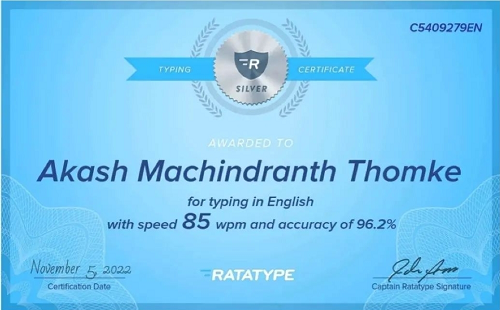 C5409279EN
TYPING
R
SILVER
CERTIFICATE
AWARDED TO
Akash Machindranth Thomke
for typing in English
with speed 85 wpm and accuracy of 96.2%
November 5, 2022
Certification Date
RATATYPE
Captain Ratatype Signature